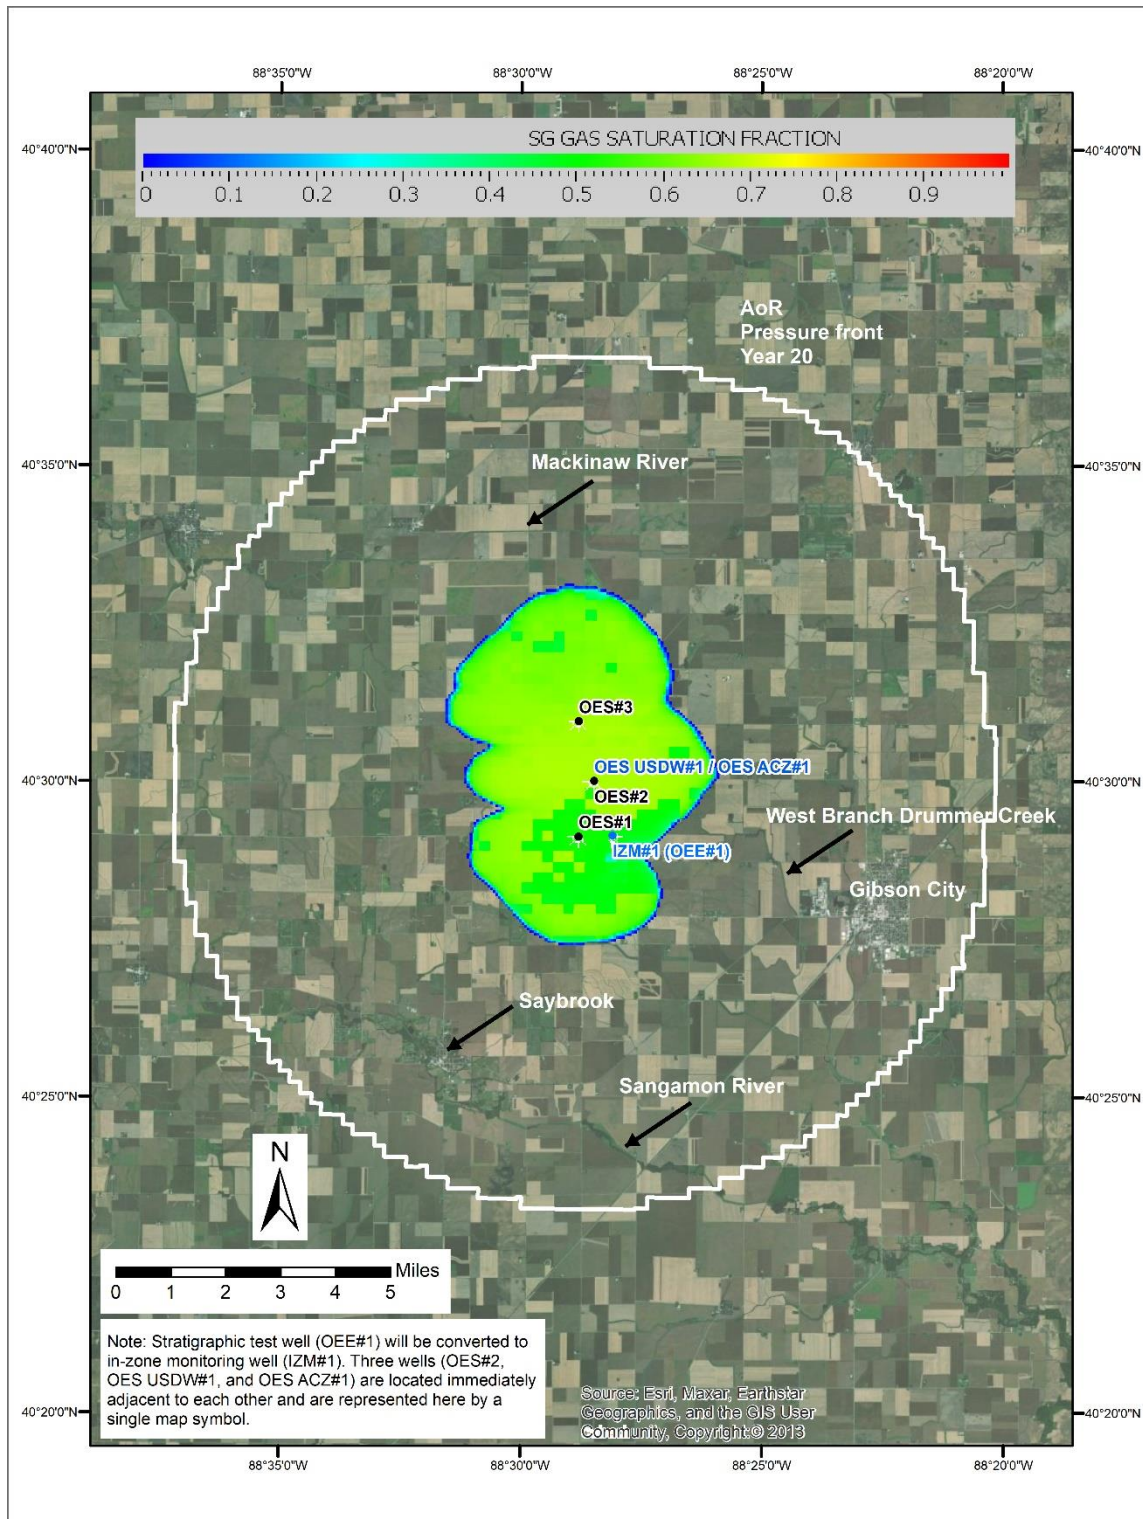 88°35'0"W 88°30'0"W 88°25'0"W 88°20'0"W
SG GAS SATURATION FRACTION
0 0.1 0.2 0.3 0.4 0.5 0.6 0.7 0.8 0.9
40°40'0"N 40°40'0"N
AoR
Pressure front
Year 20
40°35'0"N 40°35'0"N
Mackinaw River
OES#3
OES USDW#1 / OES ACZ#1
40°30'0"N 40°30'0"N
OES#2
OES#1
West Branch Drummer Creek
IZM#1 (OEE#1)
Gibson City
Saybrook
Sangamon River
40°25'0"N 40°25'0"N
N
Miles
0 1 2 3 4 5
Note: Stratigraphic test well (OEE#1) will be converted to
in-zone monitoring well (IZM#1). Three wells (OES#2,
OES USDW#1, and OES ACZ#1) are located immediately
adjacent to each other and are represented here by a
single map symbol.
Source: Esri, Maxar, Earthstar
Geographics, and the GIS User
Community, Copyright:© 2013
40°20'0"N 40°20'0"N
88°35'0"W 88°30'0"W 88°25'0"W 88°20'0"W